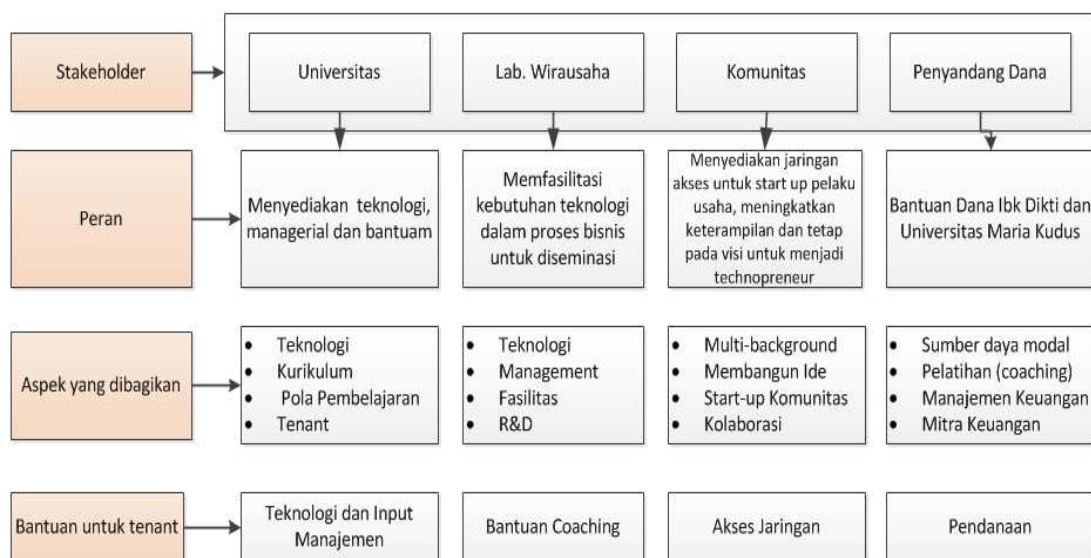 Stakeholder
Universitas
Lab. Wirausaha
Komunitas
Penyandang Dana
Peran
Menyediakan teknologi,
managerial dan bantuam
Memfasilitasi
kebutuhan teknologi
dalam proses bisnis
untuk diseminasi
Menyediakan jaringan
akses untuk start up pelaku
usaha, meningkatkan
keterampilan dan tetap
pada visi untuk menjadi
technopreneur
Bantuan Dana Ibk Dikti dan
Universitas Maria Kudus
Aspek yang dibagikan
• Teknologi
• Kurikulum
• Pola Pembelajaran
• Tenant
• Teknologi
• Management
• Fasilitas
• R&D
• Multi-background
• Membangun Ide
• Start-up Komunitas
• Kolaborasi
• Sumber daya modal
• Pelatihan (coaching)
• Manajemen Keuangan
• Mitra Keuangan
Bantuan untuk tenant
Teknologi dan Input
Manajemen
Bantuan Coaching
Akses Jaringan
Pendanaan